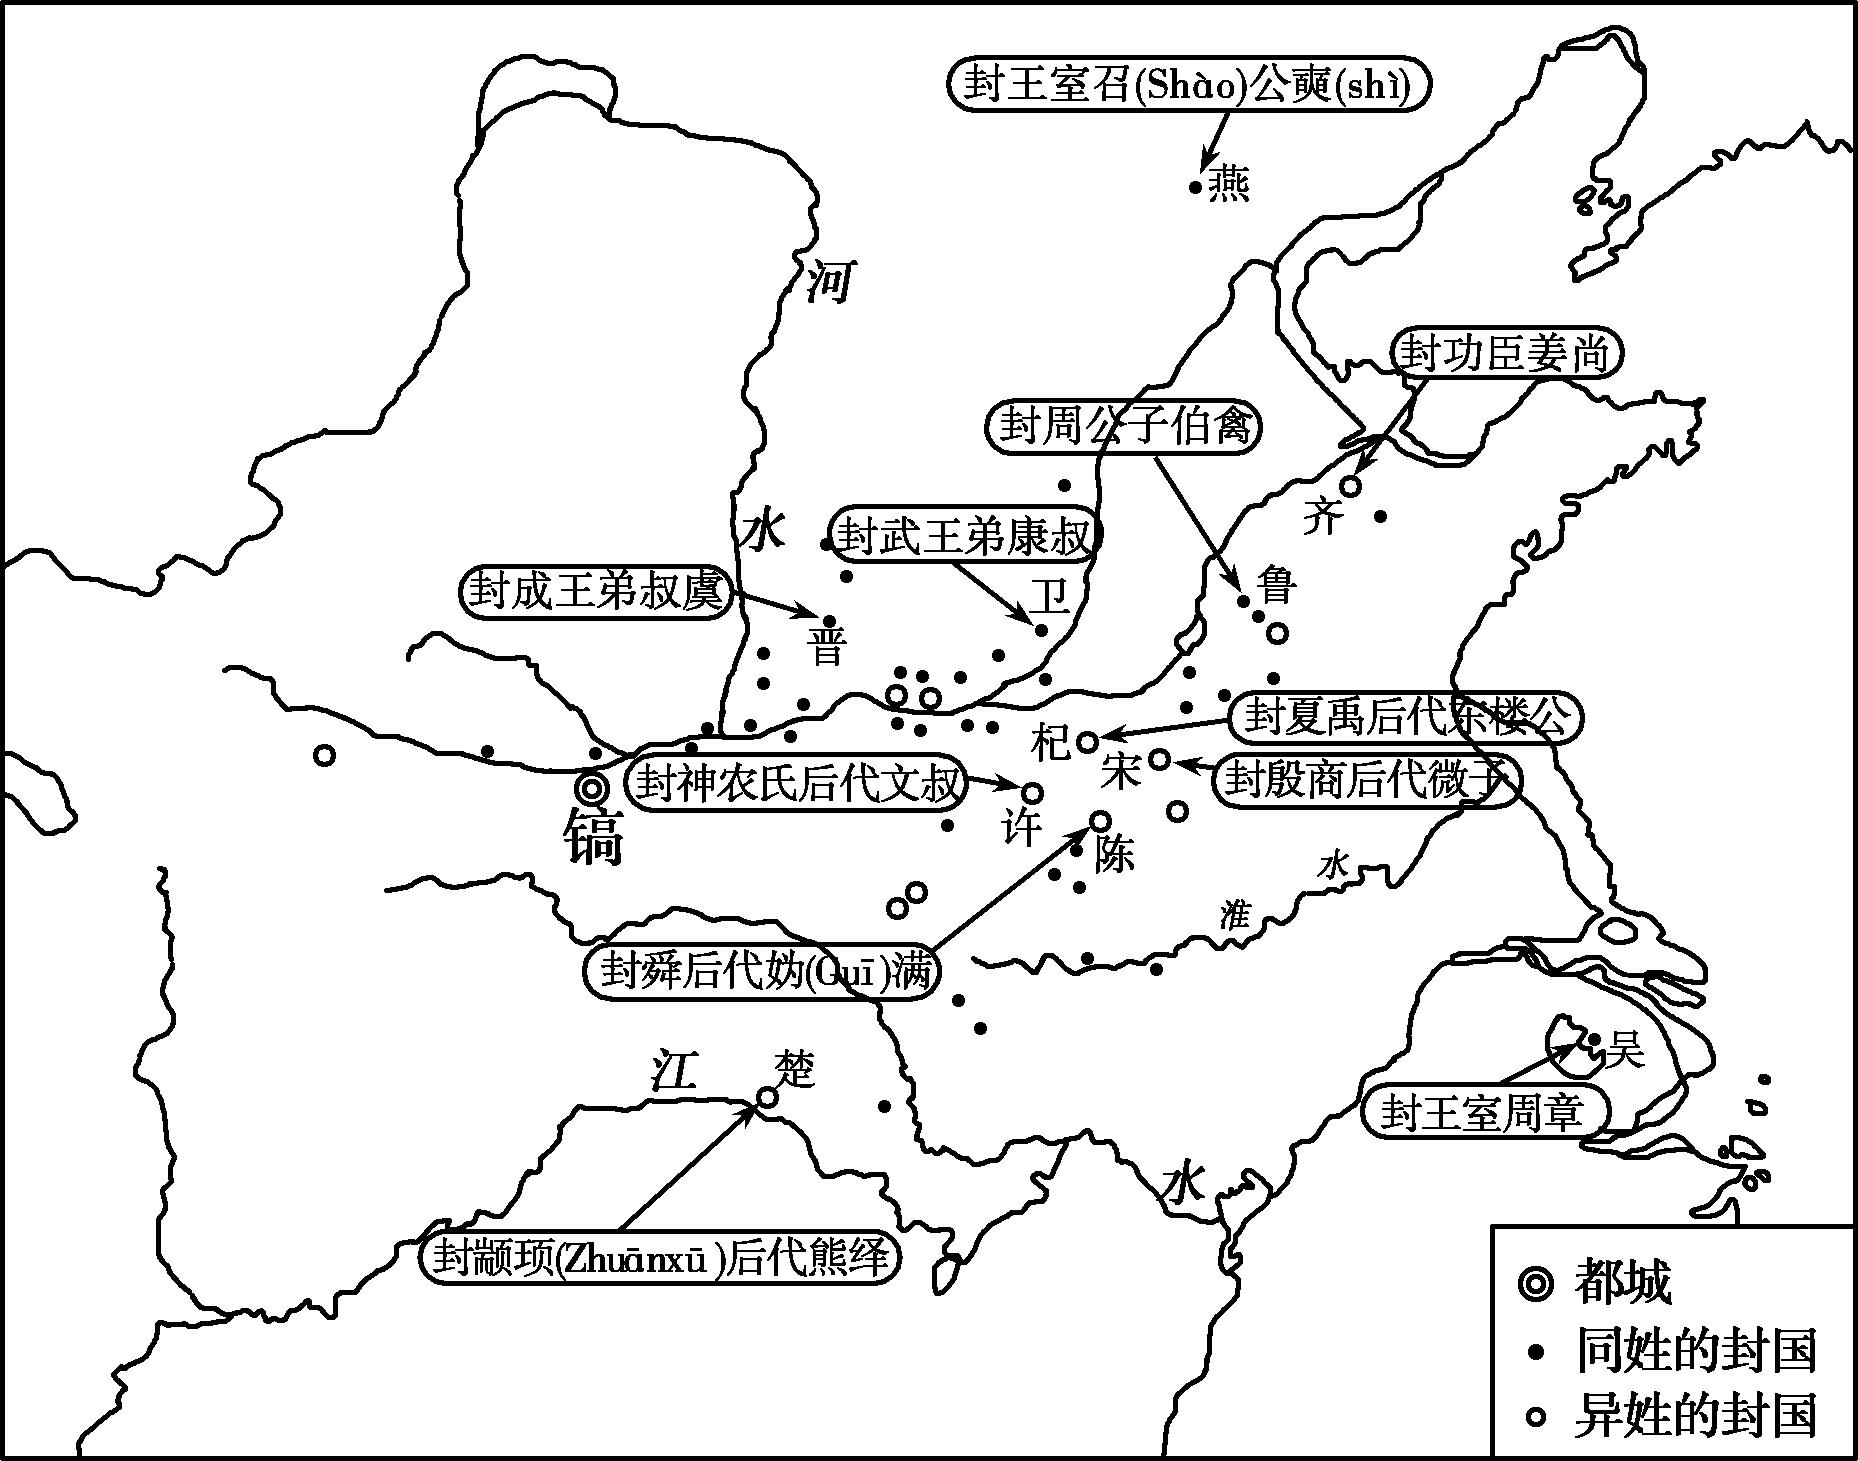 封王室召(Shào)公奭(shì)
燕
河
封功臣姜尚
封周公子伯禽
齐
水
封武王弟康叔
封成王弟叔虞
卫
鲁
晋
封夏禹后代东楼公
杞
宋
封神农氏后代文叔
封殷商后代微子
镐
许
陈
水
淮
封舜后代妫(Guī)满
江
楚
吴
封王室周章
水
封颛顼(Zhuānxū)后代熊绎
都城
同姓的封国
异姓的封国